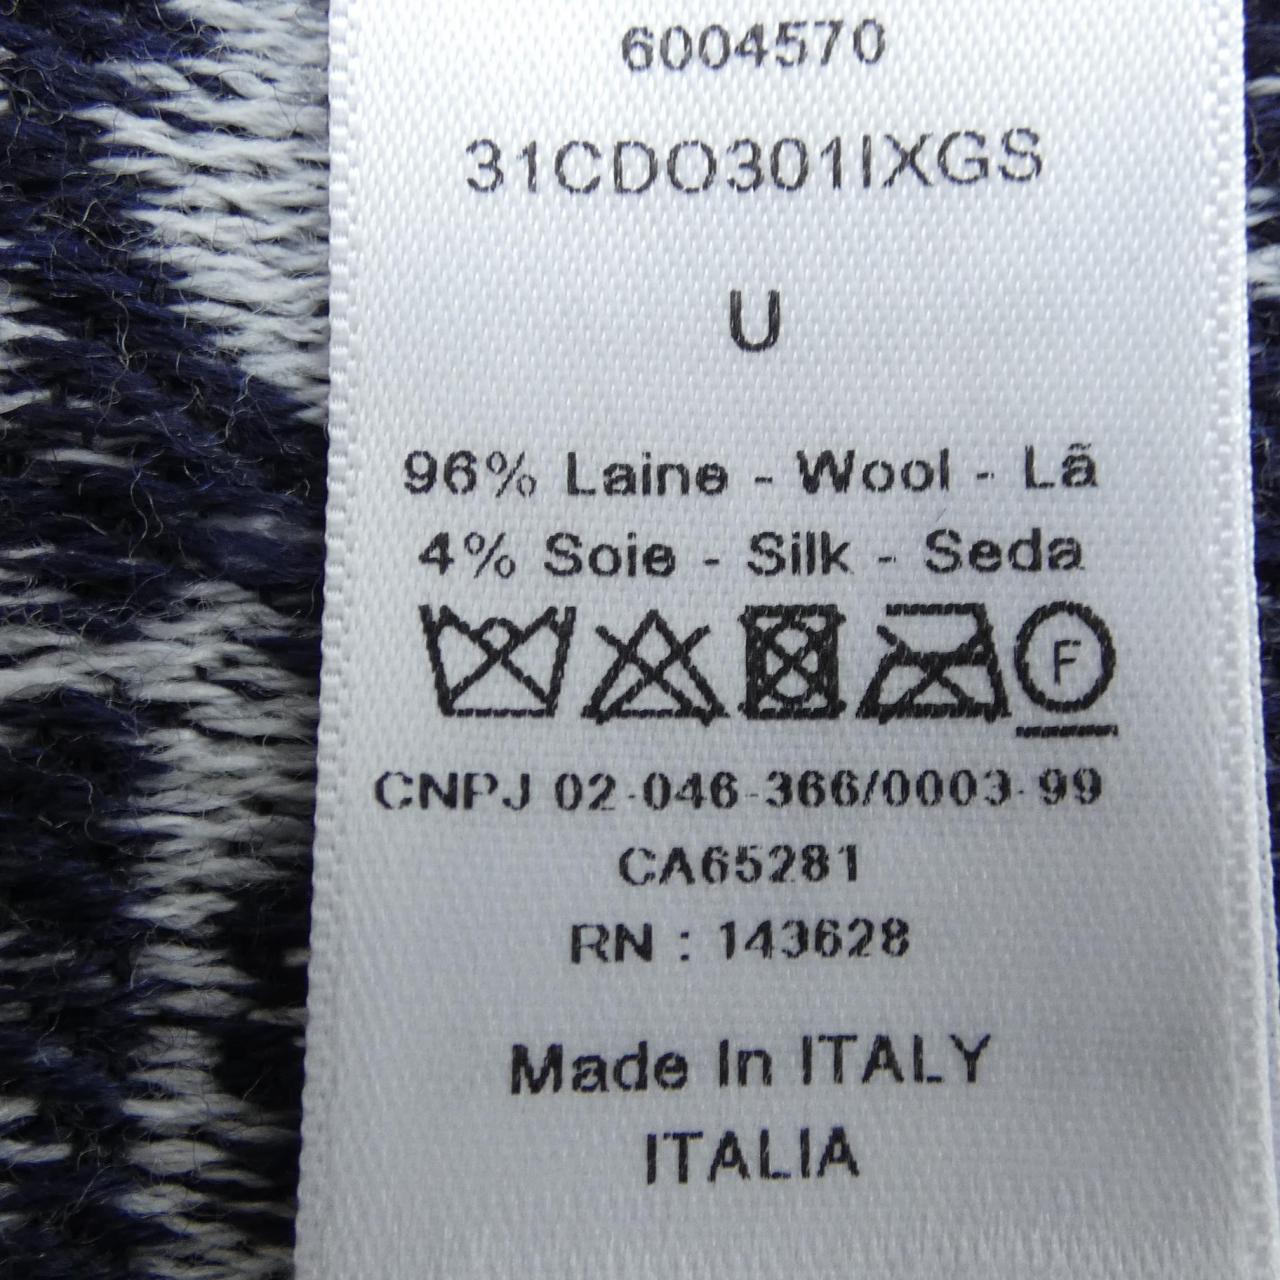 6004570
31CDO301IXGS
U
96% Laine - Wool - Lã
4% Soie - Silk - Seda
F
CNPJ 02-046-366/0003-99
CA65281
RN : 143628
Made In ITALY
ITALIA